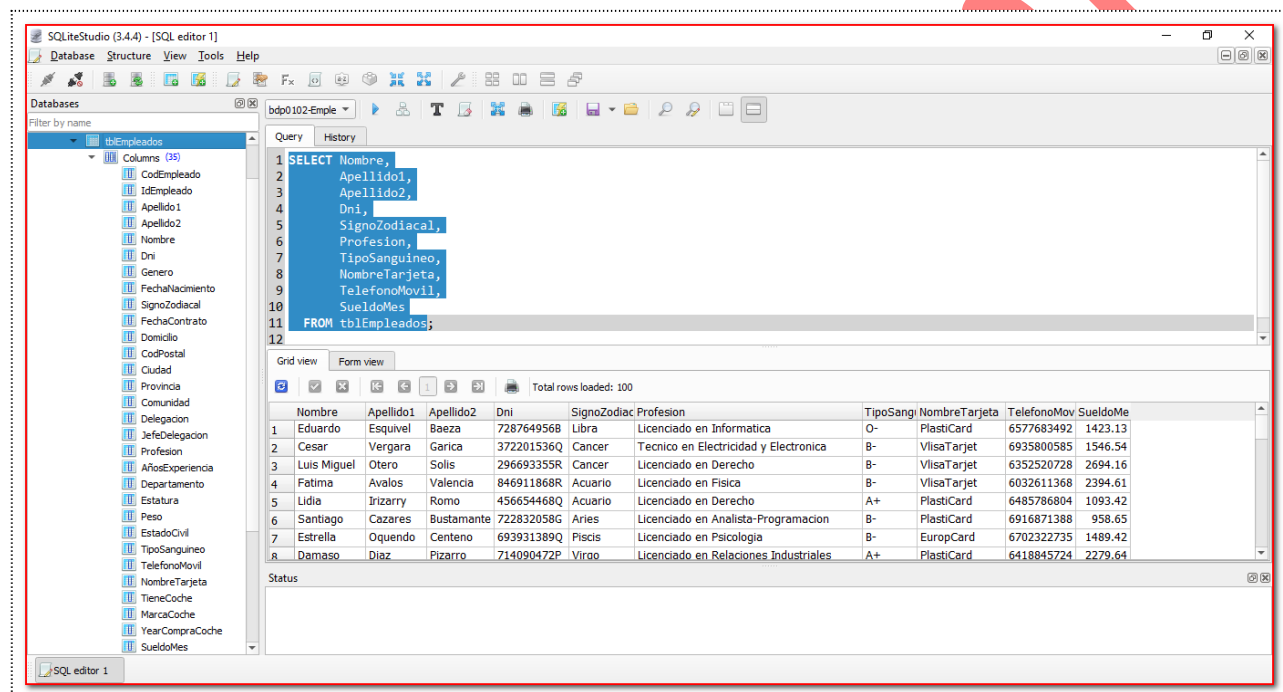 SQLiteStudio (3.4.4) - [SQL editor 1]
Database Structure View Tools Help
Databases
Filter by name
tblEmpleados
Columns (35)
CodEmpleado
IdEmpleado
Apellido1
Apellido2
Nombre
Dni
Genero
FechaNacimiento
SignoZodiacal
FechaContrato
Domicilio
CodPostal
Ciudad
Provincia
Comunidad
Delegacion
JefeDelegacion
Profesion
AñosExperiencia
Departamento
Estatura
Peso
EstadoCivil
TipoSanguineo
TelefonoMovil
NombreTarjeta
TieneCoche
MarcaCoche
YearCompraCoche
SueldoMes
bdp0102-Emple
Query History
1 SELECT Nombre,
2 Apellido1,
3 Apellido2,
4 Dni,
5 SignoZodiacal,
6 Profesion,
7 TipoSanguineo,
8 NombreTarjeta,
9 TelefonoMovil,
10 SueldoMes
11 FROM tblEmpleados;
12
Grid view Form view
1 Total rows loaded: 100
Nombre Apellido1 Apellido2 Dni SignoZodiac Profesion TipoSangu NombreTarjeta TelefonoMov SueldoMe
1 Eduardo Esquivel Baeza 728764956B Libra Licenciado en Informatica O- PlastiCard 6577683492 1423.13
2 Cesar Vergara Garica 372201536Q Cancer Tecnico en Electricidad y Electronica B- VlisaTarjet 6935800585 1546.54
3 Luis Miguel Otero Solis 296693355R Cancer Licenciado en Derecho B- VlisaTarjet 6352520728 2694.16
4 Fatima Avalos Valencia 846911868R Acuario Licenciado en Fisica B- VlisaTarjet 6032611368 2394.61
5 Lidia Irizarry Romo 456654468Q Acuario Licenciado en Derecho A+ PlastiCard 6485786804 1093.42
6 Santiago Cazares Bustamante 722832058G Aries Licenciado en Analista-Programacion B- PlastiCard 6916871388 958.65
7 Estrella Oquendo Centeno 693931389Q Piscis Licenciado en Psicologia B- EuropCard 6702322735 1489.42
8 Damaso Diaz Pizarro 714090472P Virgo Licenciado en Relaciones Industriales A+ PlastiCard 6418845724 2279.64
Status
SQL editor 1